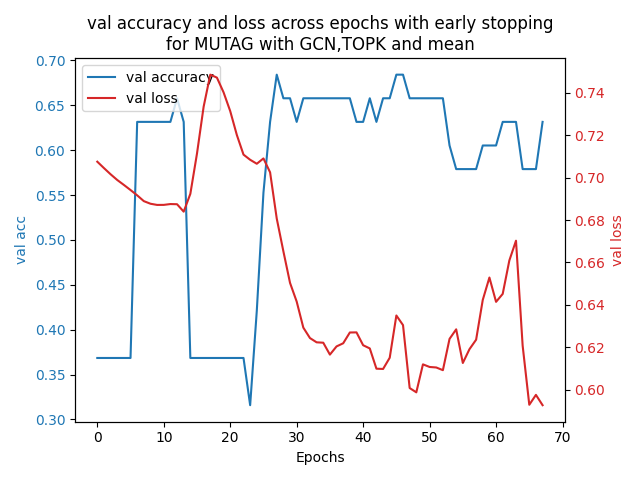 val accuracy and loss across epochs with early stopping
for MUTAG with GCN,TOPK and mean
val accuracy
val loss
0.70
0.65
0.60
0.55
0.50
0.45
0.40
0.35
0.30
val acc
0.74
0.72
0.70
0.68
0.66
0.64
0.62
0.60
val loss
0 10 20 30 40 50 60 70
Epochs